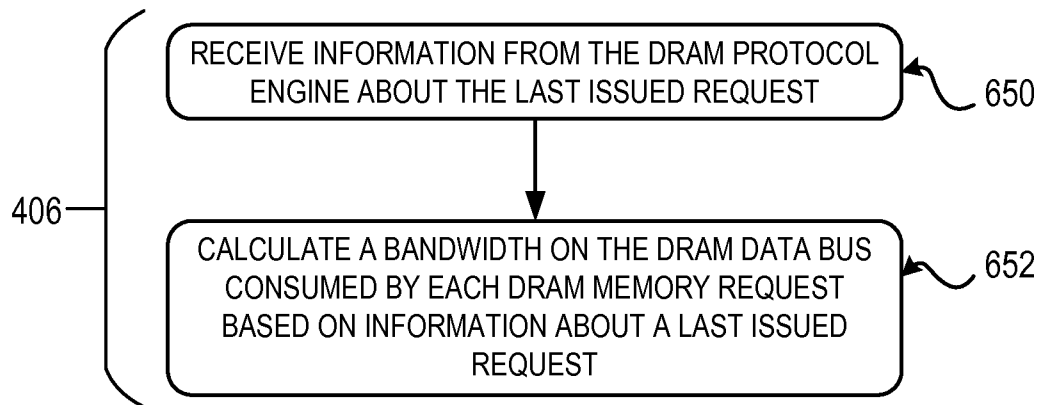 RECEIVE INFORMATION FROM THE DRAM PROTOCOL
ENGINE ABOUT THE LAST ISSUED REQUEST
650
406
CALCULATE A BANDWIDTH ON THE DRAM DATA BUS
CONSUMED BY EACH DRAM MEMORY REQUEST
BASED ON INFORMATION ABOUT A LAST ISSUED
REQUEST
652